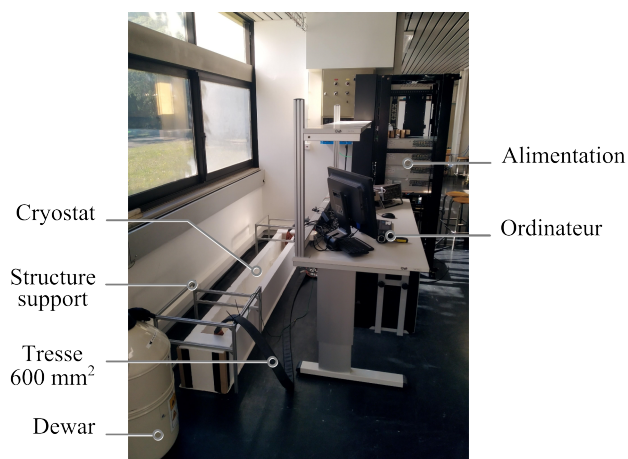 Alimentation
Cryostat
Ordinateur
Structure
support
Tresse
600 mm²
Dewar